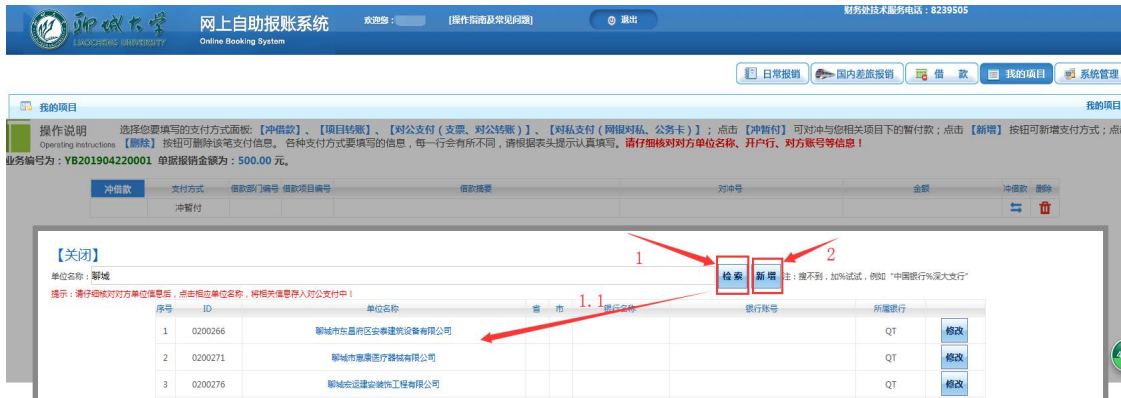 聊城大学 LIAOCHENG UNIVERSITY
网上自助报账系统
Online Booking System
欢迎您：
[操作指南及常见问题]
退出
财务处技术服务电话：8239505
日常报销 国内差旅报销 借 款 我的项目 系统管理
我的项目
我的项目
操作说明 选择您要填写的支付方式面板：【冲借款】、【项目转账】、【对公支付（支票、对公转账）】、【对私支付（网银对私、公务卡）】；点击 【冲暂付】 可对冲与您相关项目下的暂付款；点击 【新增】 按钮可新增支付方式；点
Operating instructions 【删除】 按钮可删除该笔支付信息。 各种支付方式要填写的信息，每一行会有所不同，请根据表头提示认真填写。请仔细核对对方单位名称、开户行、对方账号等信息！
业务编号为：YB201904220001 单据报销金额为：500.00 元。
冲借款 支付方式 借款部门编号 借款项目编号 借款摘要 对冲号 金额 冲借款 删除
冲暂付
【关闭】
1 2
单位名称：聊城 检索 新增 注：搜不到，加%试试，例如 "中国银行%深大支行"
提示：请仔细核对对方单位信息后，点击相应单位名称，将相关信息存入对公支付中！
1.1
序号 ID 单位名称 省 市 银行名称 银行账号 所属银行
1 0200266 聊城市东昌府区安泰建筑设备有限公司 QT 修改
2 0200271 聊城市惠康医疗器械有限公司 QT 修改
3 0200276 聊城宏运建安装饰工程有限公司 QT 修改